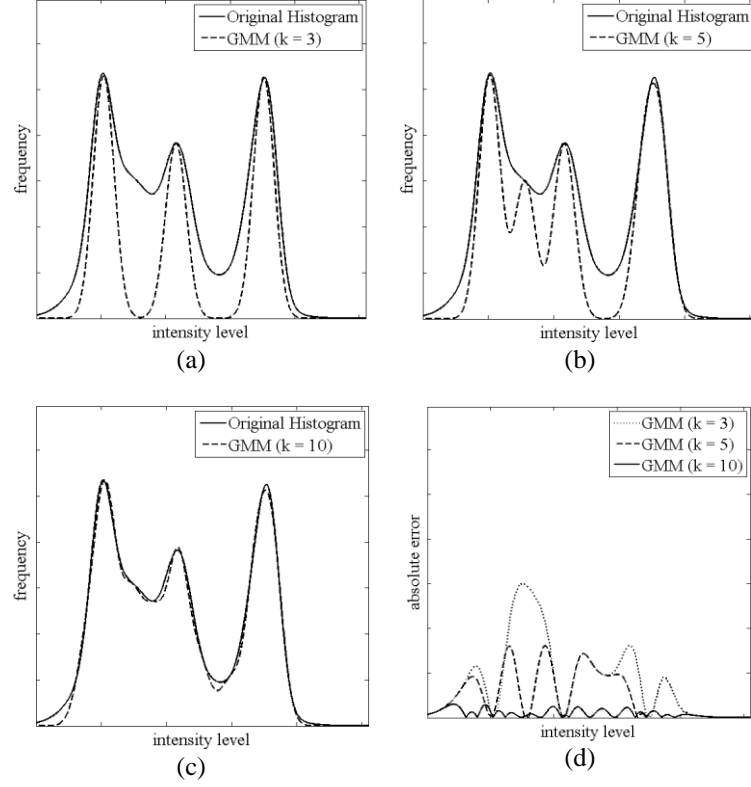 Original Histogram
GMM (k = 3)
frequency
intensity level
(a)
Original Histogram
GMM (k = 5)
frequency
intensity level
(b)
Original Histogram
GMM (k = 10)
frequency
intensity level
(c)
GMM (k = 3)
GMM (k = 5)
GMM (k = 10)
absolute error
intensity level
(d)